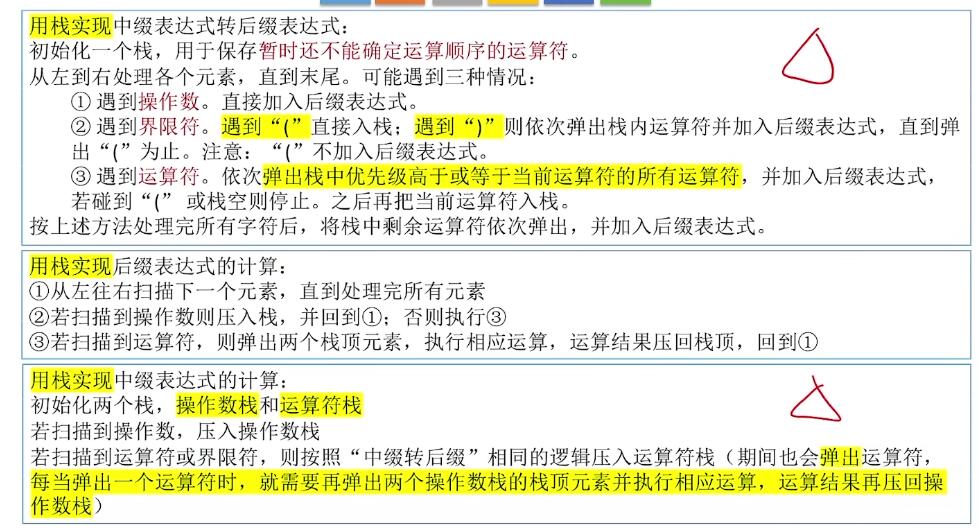 用栈实现中缀表达式转后缀表达式：
初始化一个栈，用于保存暂时还不能确定运算顺序的运算符。
从左到右处理各个元素，直到末尾。可能遇到三种情况：
① 遇到操作数。直接加入后缀表达式。
② 遇到界限符。遇到“(”直接入栈；遇到“)”则依次弹出栈内运算符并加入后缀表达式，直到弹
出“(”为止。注意：“(”不加入后缀表达式。
③ 遇到运算符。依次弹出栈中优先级高于或等于当前运算符的所有运算符，并加入后缀表达式，
若碰到“(” 或栈空则停止。之后再把当前运算符入栈。
按上述方法处理完所有字符后，将栈中剩余运算符依次弹出，并加入后缀表达式。
用栈实现后缀表达式的计算：
①从左往右扫描下一个元素，直到处理完所有元素
②若扫描到操作数则压入栈，并回到①；否则执行③
③若扫描到运算符，则弹出两个栈顶元素，执行相应运算，运算结果压回栈顶，回到①
用栈实现中缀表达式的计算：
初始化两个栈，操作数栈和运算符栈
若扫描到操作数，压入操作数栈
若扫描到运算符或界限符，则按照“中缀转后缀”相同的逻辑压入运算符栈（期间也会弹出运算符，
每当弹出一个运算符时，就需要再弹出两个操作数栈的栈顶元素并执行相应运算，运算结果再压回操
作数栈）